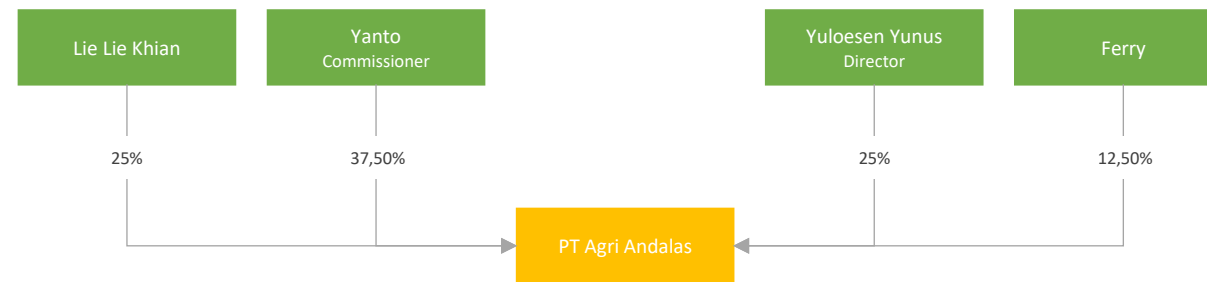 Lie Lie Khian
Yanto
Commissioner
Yuloesen Yunus
Director
Ferry
25%
37,50%
25%
12,50%
PT Agri Andalas